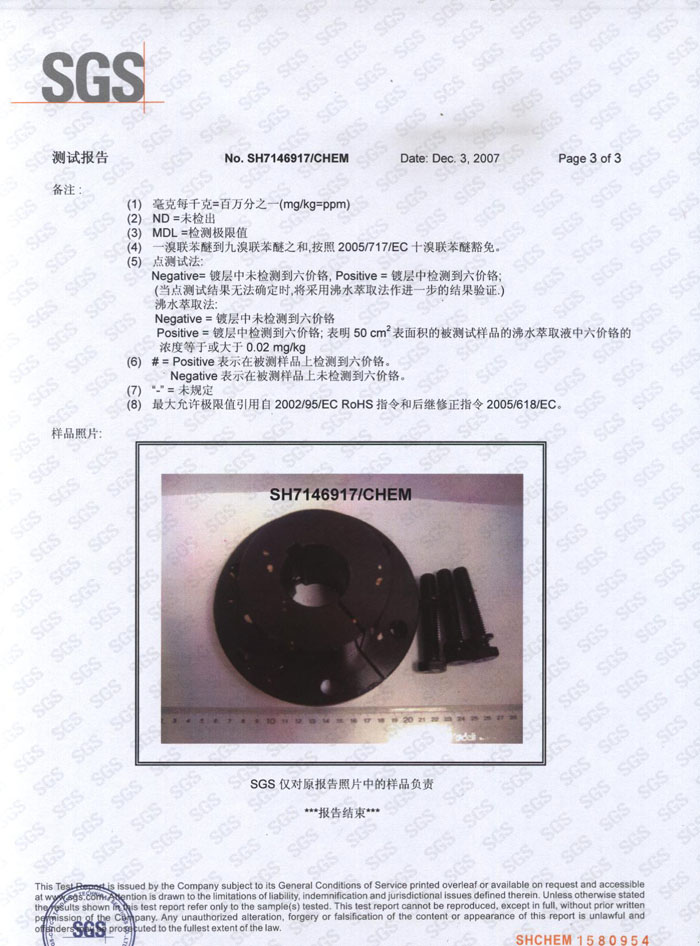 SGS
测试报告 No. SH7146917/CHEM Date: Dec. 3, 2007 Page 3 of 3
备注 :
(1) 毫克每千克=百万分之一(mg/kg=ppm)
(2) ND =未检出
(3) MDL =检测极限值
(4) 一溴联苯醚到九溴联苯醚之和,按照 2005/717/EC 十溴联苯醚豁免。
(5) 点测试法:
Negative= 镀层中未检测到六价铬, Positive = 镀层中检测到六价铬;
(当点测试结果无法确定时,将采用沸水萃取法作进一步的结果验证.)
沸水萃取法:
Negative = 镀层中未检测到六价铬
Positive = 镀层中检测到六价铬; 表明 50 cm² 表面积的被测试样品的沸水萃取液中六价铬的
浓度等于或大于 0.02 mg/kg
(6) # = Positive 表示在被测样品上检测到六价铬。
Negative 表示在被测样品上未检测到六价铬。
(7) "-" = 未规定
(8) 最大允许极限值引用自 2002/95/EC RoHS 指令和后继修正指令 2005/618/EC。
样品照片:
SH7146917/CHEM
SGS 仅对原报告照片中的样品负责
***报告结束***
This Test Report is issued by the Company subject to its General Conditions of Service printed overleaf or available on request and accessible
at www.sgs.com. Attention is drawn to the limitations of liability, indemnification and jurisdictional issues defined therein. Unless otherwise stated
the results shown in this test report refer only to the sample(s) tested. This test report cannot be reproduced, except in full, without prior written
permission of the Company. Any unauthorized alteration, forgery or falsification of the content or appearance of this report is unlawful and
offenders may be prosecuted to the fullest extent of the law.
SGS
SHCHEM 1580954